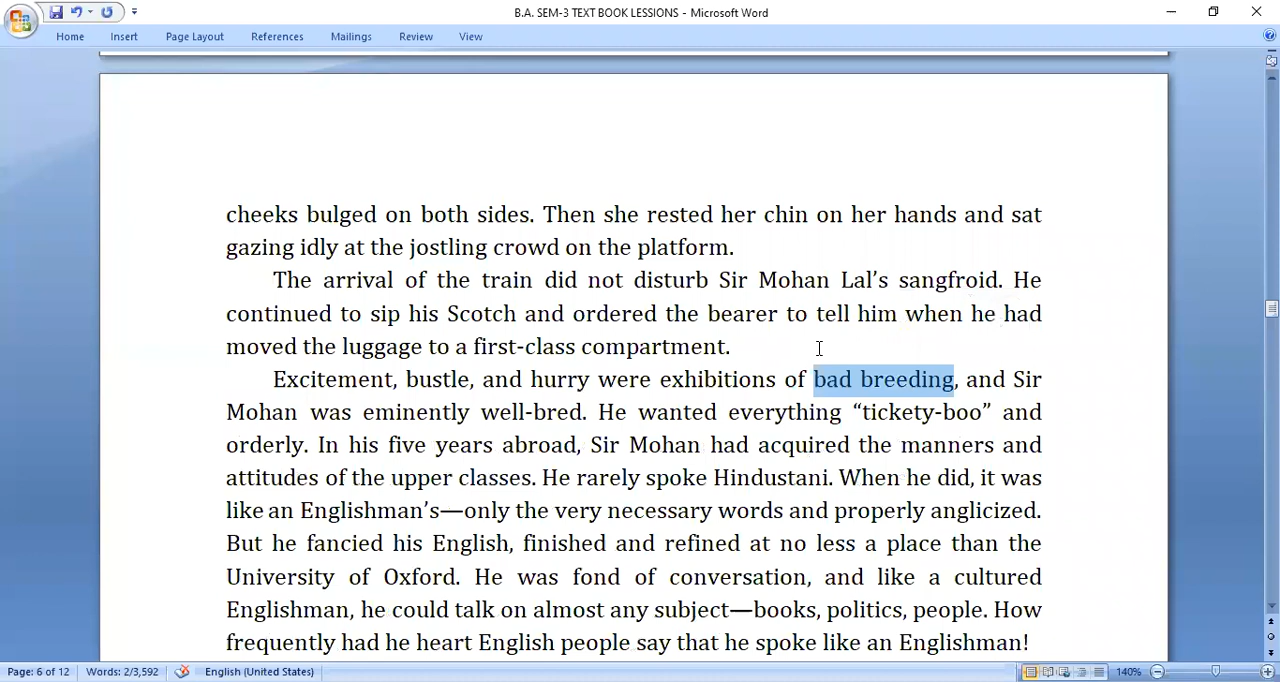 B.A. SEM-3 TEXT BOOK LESSIONS - Microsoft Word
Home Insert Page Layout References Mailings Review View
cheeks bulged on both sides. Then she rested her chin on her hands and sat
gazing idly at the jostling crowd on the platform.
The arrival of the train did not disturb Sir Mohan Lal’s sangfroid. He
continued to sip his Scotch and ordered the bearer to tell him when he had
moved the luggage to a first-class compartment.
Excitement, bustle, and hurry were exhibitions of bad breeding, and Sir
Mohan was eminently well-bred. He wanted everything “tickety-boo” and
orderly. In his five years abroad, Sir Mohan had acquired the manners and
attitudes of the upper classes. He rarely spoke Hindustani. When he did, it was
like an Englishman’s—only the very necessary words and properly anglicized.
But he fancied his English, finished and refined at no less a place than the
University of Oxford. He was fond of conversation, and like a cultured
Englishman, he could talk on almost any subject—books, politics, people. How
frequently had he heart English people say that he spoke like an Englishman!
Page: 6 of 12 Words: 2/3,592 English (United States) 140%